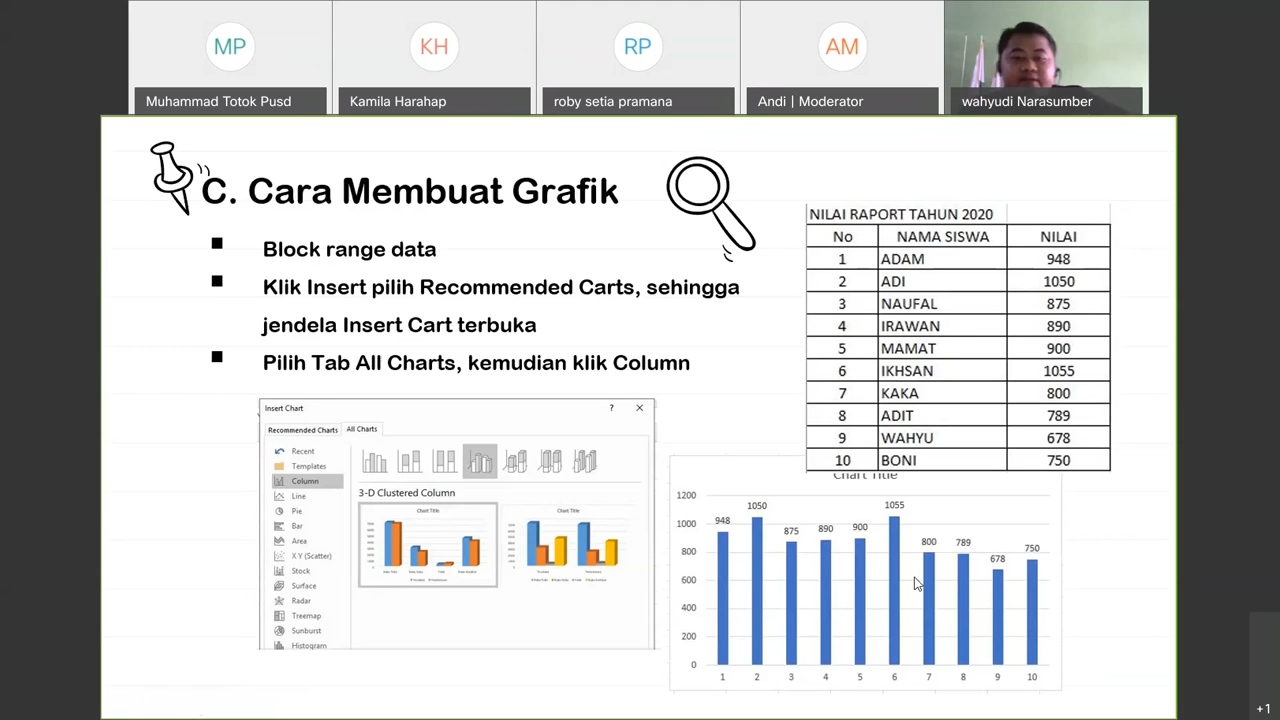 MP
KH
RP
AM
Muhammad Totok Pusd
Kamila Harahap
roby setia pramana
Andi | Moderator
wahyudi Narasumber
C. Cara Membuat Grafik
Block range data
Klik Insert pilih Recommended Carts, sehingga
jendela Insert Cart terbuka
Pilih Tab All Charts, kemudian klik Column
NILAI RAPORT TAHUN 2020
No NAMA SISWA NILAI
1 ADAM 948
2 ADI 1050
3 NAUFAL 875
4 IRAWAN 890
5 MAMAT 900
6 IKHSAN 1055
7 KAKA 800
8 ADIT 789
9 WAHYU 678
10 BONI 750
Insert Chart ? ×
Recommended Charts All Charts
Recent
Templates
Column
Line
Pie
Bar
Area
X Y (Scatter)
Stock
Surface
Radar
Treemap
Sunburst
Histogram
3-D Clustered Column
Chart Title
Chart Title
Chart Title
1200
1000
800
600
400
200
0
948 1050 875 890 900 1055 800 789 678 750
1 2 3 4 5 6 7 8 9 10
+1